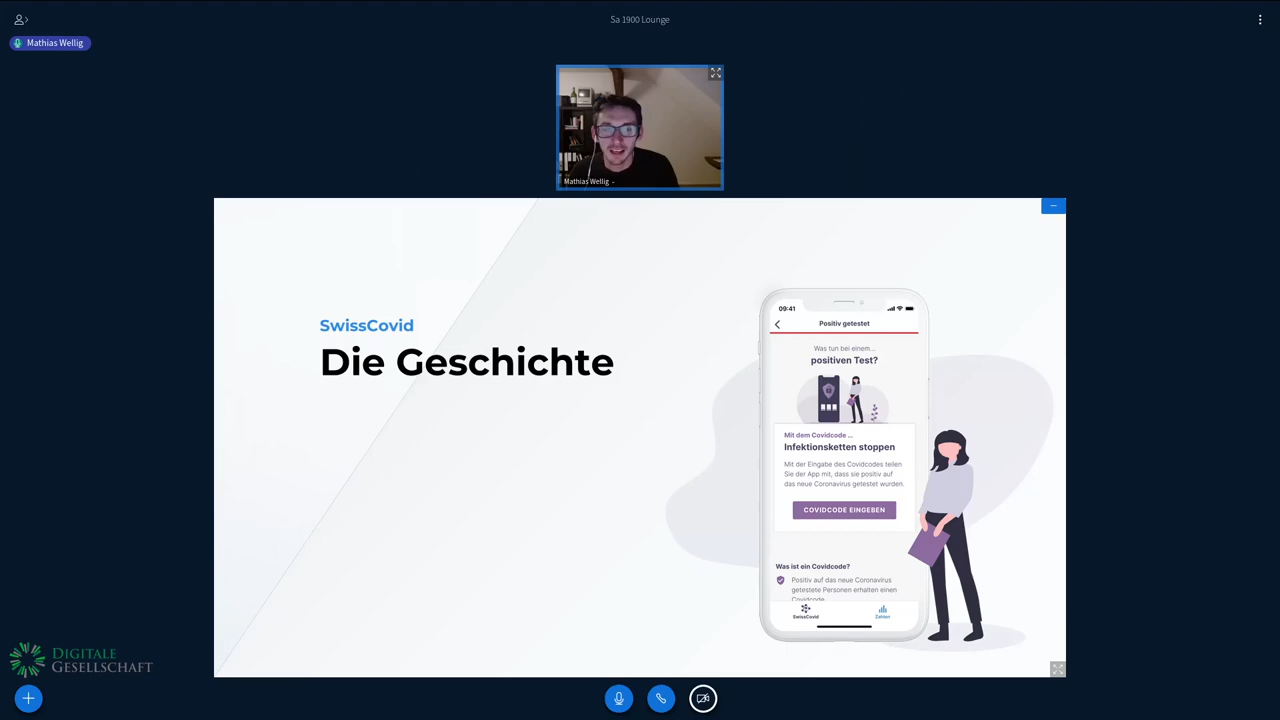 Sa 1900 Lounge
Mathias Wellig
Mathias Wellig
SwissCovid
Die Geschichte
09:41
Positiv getestet
Was tun bei einem...
positiven Test?
Mit dem Covidcode ...
Infektionsketten stoppen
Mit der Eingabe des Covidcodes teilen
Sie der App mit, dass sie positiv auf
das neue Coronavirus getestet wurden.
COVIDCODE EINGEBEN
Was ist ein Covidcode?
Positiv auf das neue Coronavirus
getestete Personen erhalten einen
Covidcode
SwissCovid
Zahlen
DIGITALE
GESELLSCHAFT